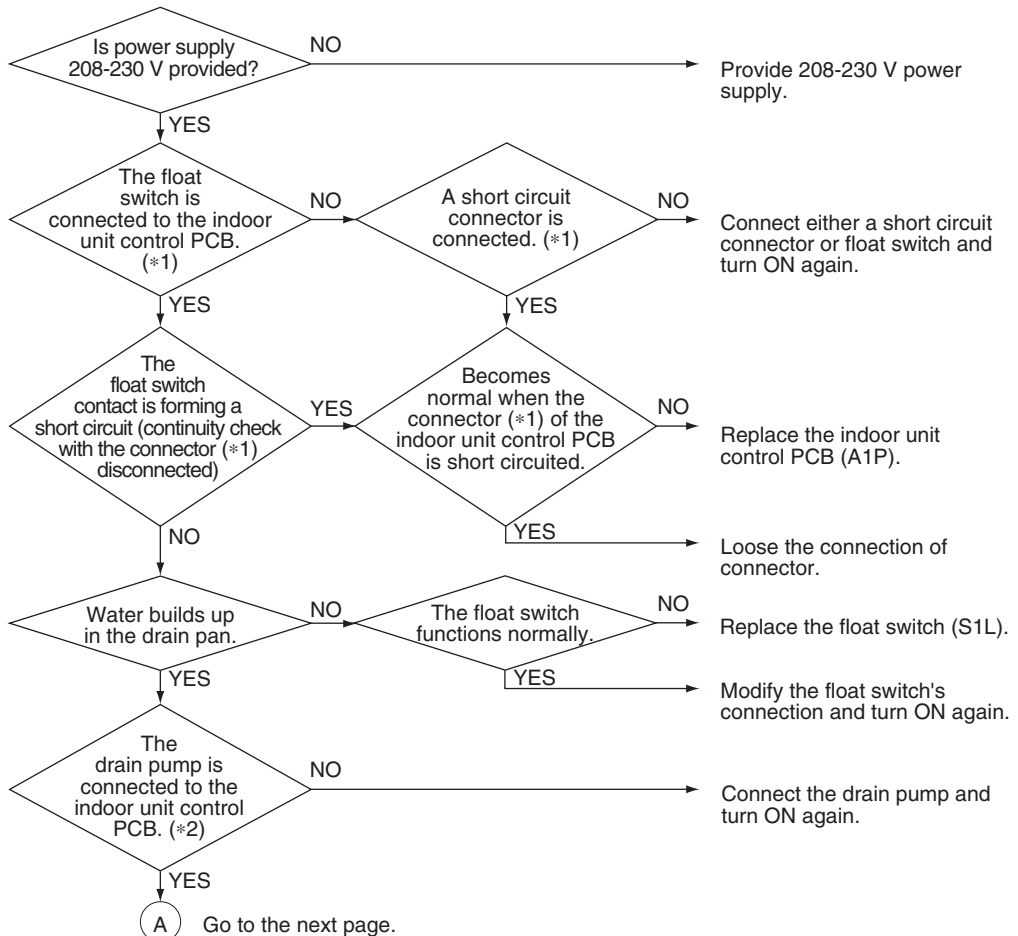 Is power supply
208-230 V provided?
NO
Provide 208-230 V power
supply.
YES
The float
switch is
connected to the indoor
unit control PCB.
(*1)
NO
A short circuit
connector is
connected. (*1)
NO
Connect either a short circuit
connector or float switch and
turn ON again.
YES
YES
The
float switch
contact is forming a
short circuit (continuity check
with the connector (*1)
disconnected)
YES
Becomes
normal when the
connector (*1) of the
indoor unit control PCB
is short circuited.
NO
Replace the indoor unit
control PCB (A1P).
NO
YES
Loose the connection of
connector.
Water builds up
in the drain pan.
NO
The float switch
functions normally.
NO
Replace the float switch (S1L).
YES
YES
Modify the float switch's
connection and turn ON again.
The
drain pump is
connected to the
indoor unit control
PCB. (*2)
NO
Connect the drain pump and
turn ON again.
YES
A
Go to the next page.